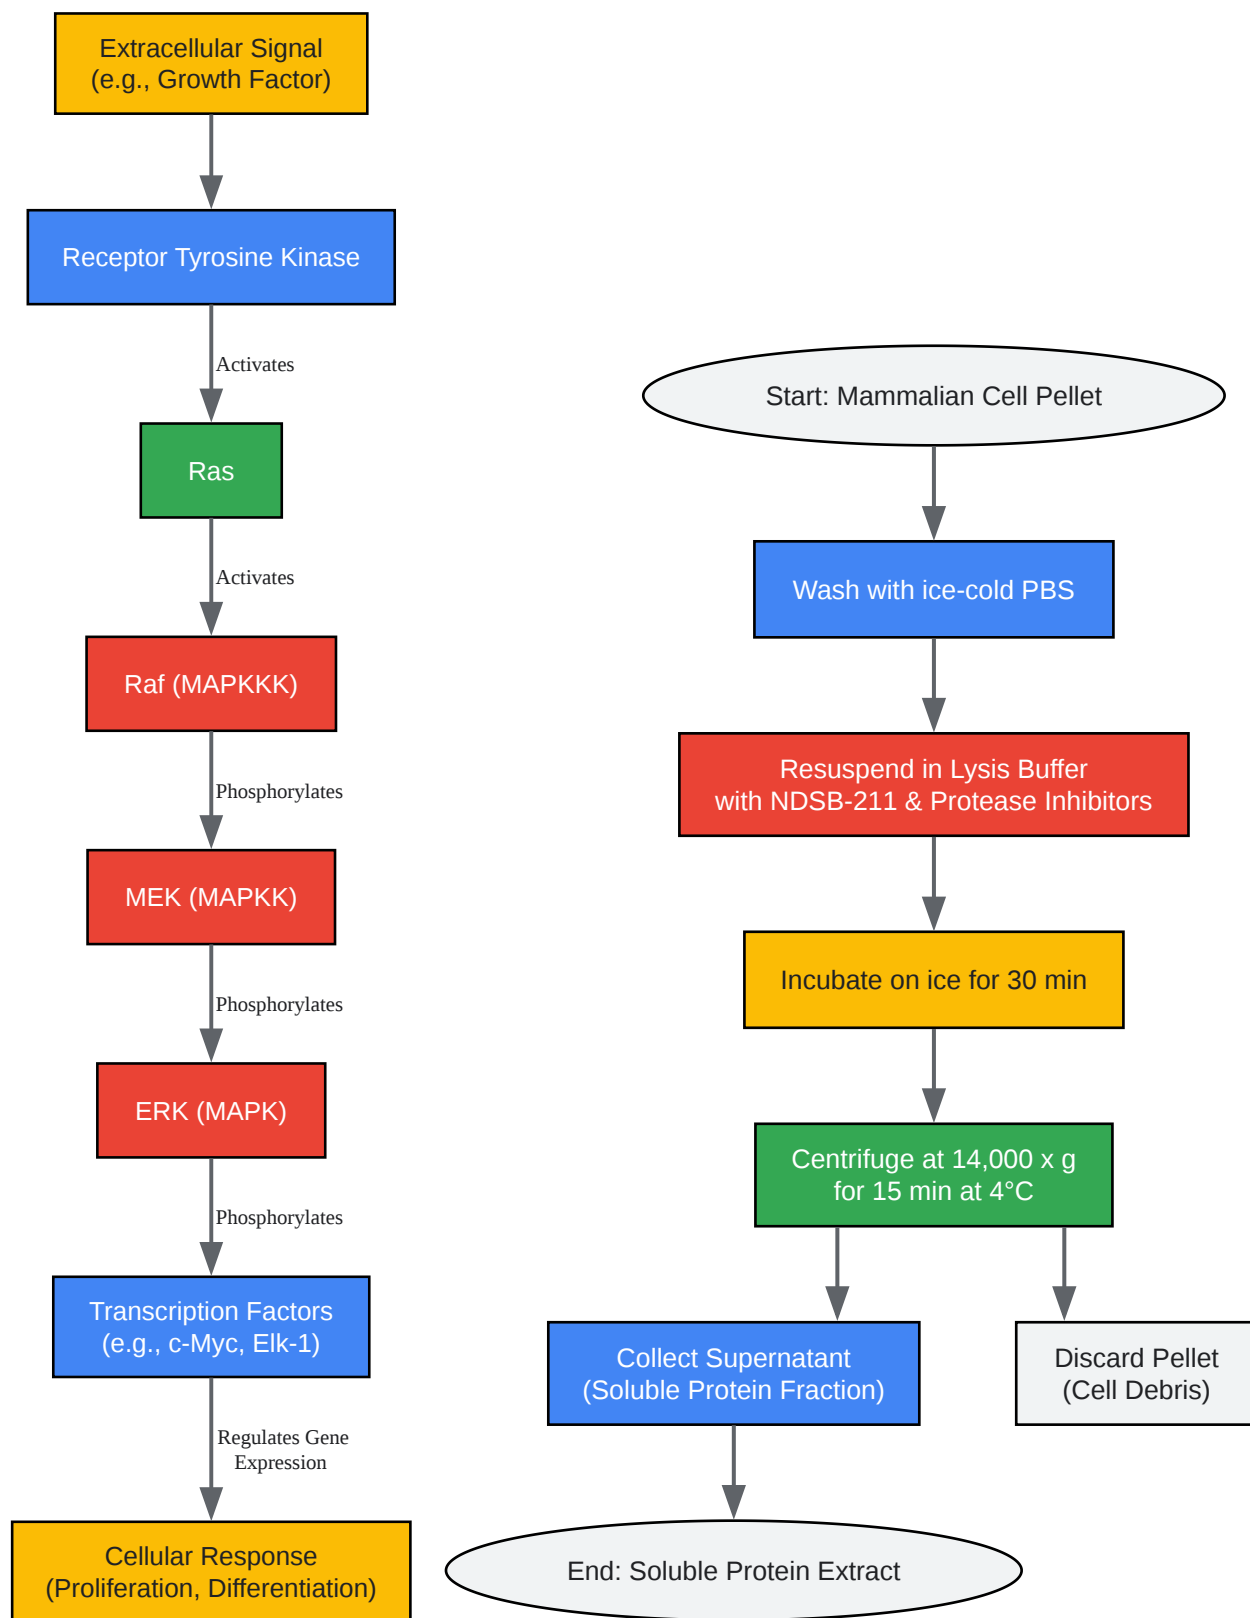 Extracellular Signal
(e.g., Growth Factor)
Receptor Tyrosine Kinase
Activates
Ras
Activates
Raf (MAPKKK)
Phosphorylates
MEK (MAPKK)
Phosphorylates
ERK (MAPK)
Phosphorylates
Transcription Factors
(e.g., c-Myc, Elk-1)
Regulates Gene
Expression
Cellular Response
(Proliferation, Differentiation)
Start: Mammalian Cell Pellet
Wash with ice-cold PBS
Resuspend in Lysis Buffer
with NDSB-211 & Protease Inhibitors
Incubate on ice for 30 min
Centrifuge at 14,000 x g
for 15 min at 4°C
Collect Supernatant
(Soluble Protein Fraction)
Discard Pellet
(Cell Debris)
End: Soluble Protein Extract